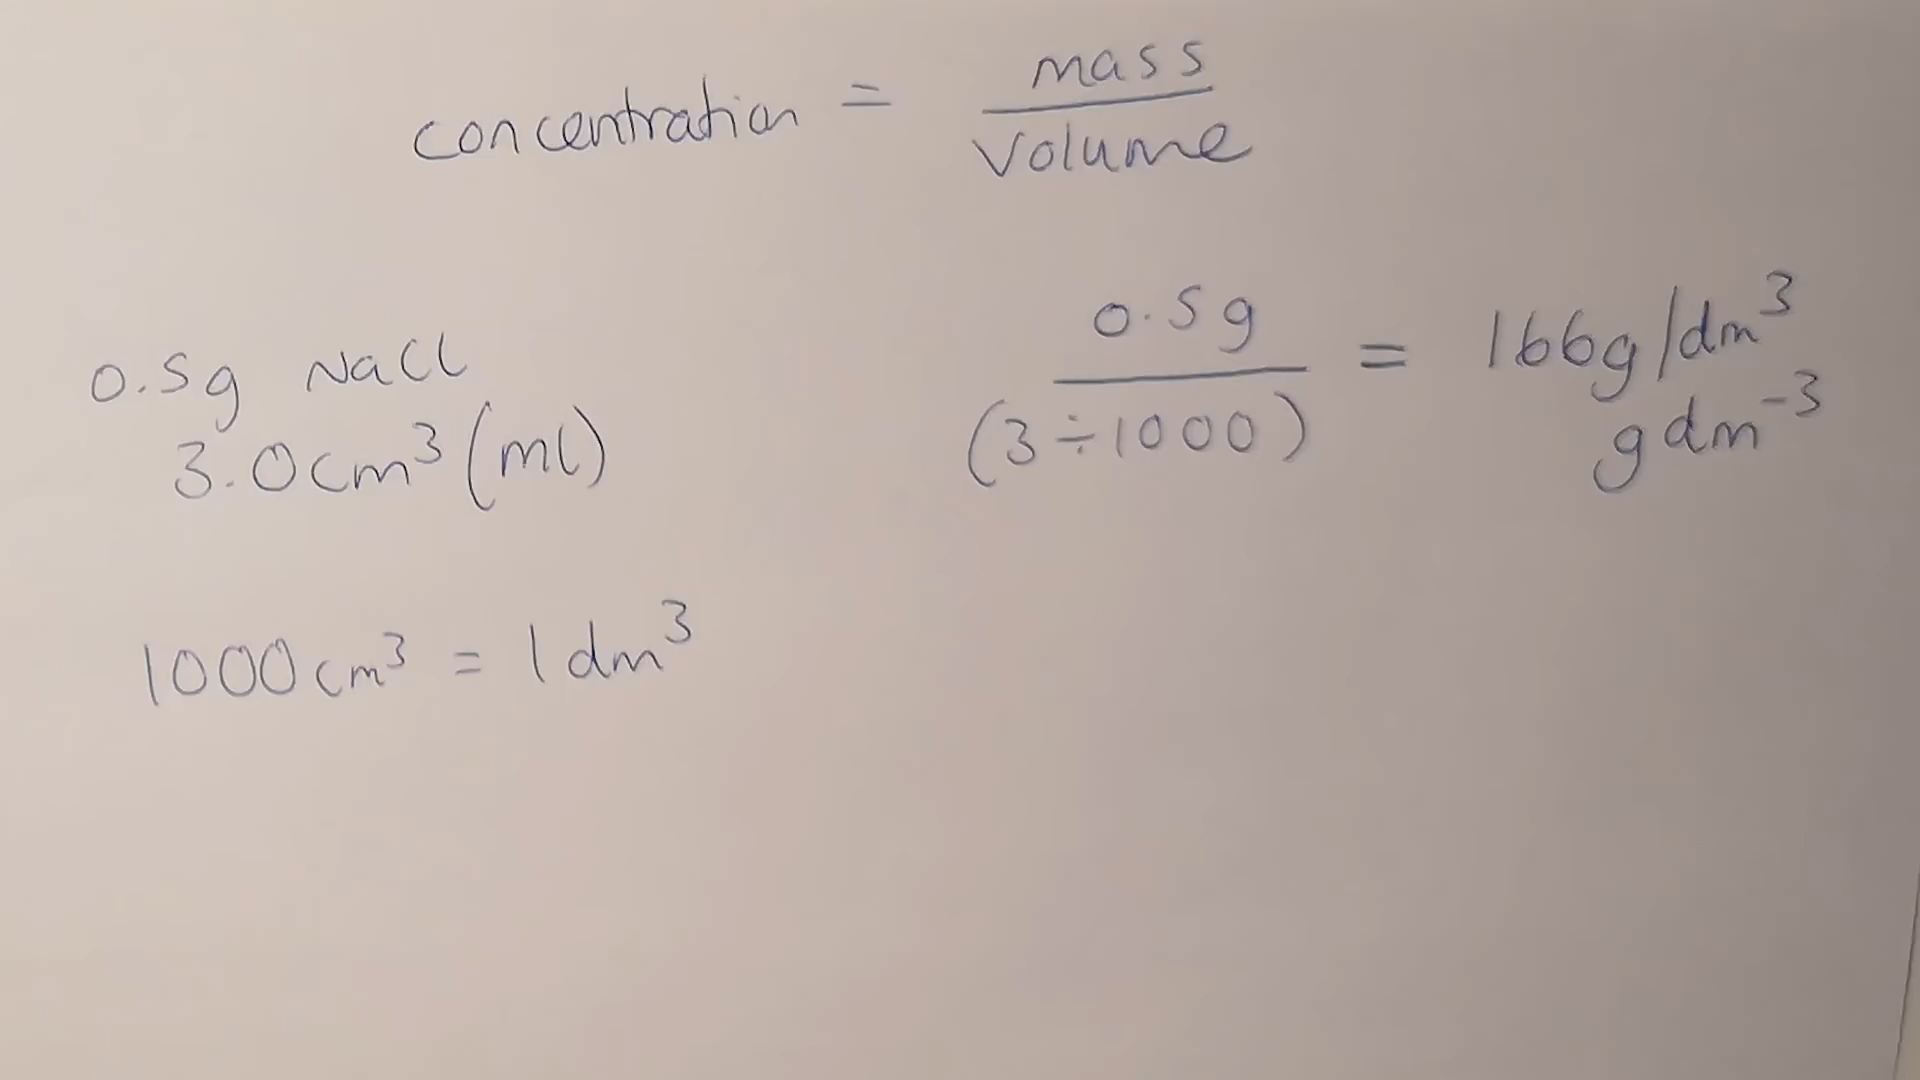 concentration = mass
volume
0.5g NaCl
3.0cm³ (ml)
0.5g
(3÷1000)
= 166g/dm³
gdm⁻³
1000cm³ = 1dm³